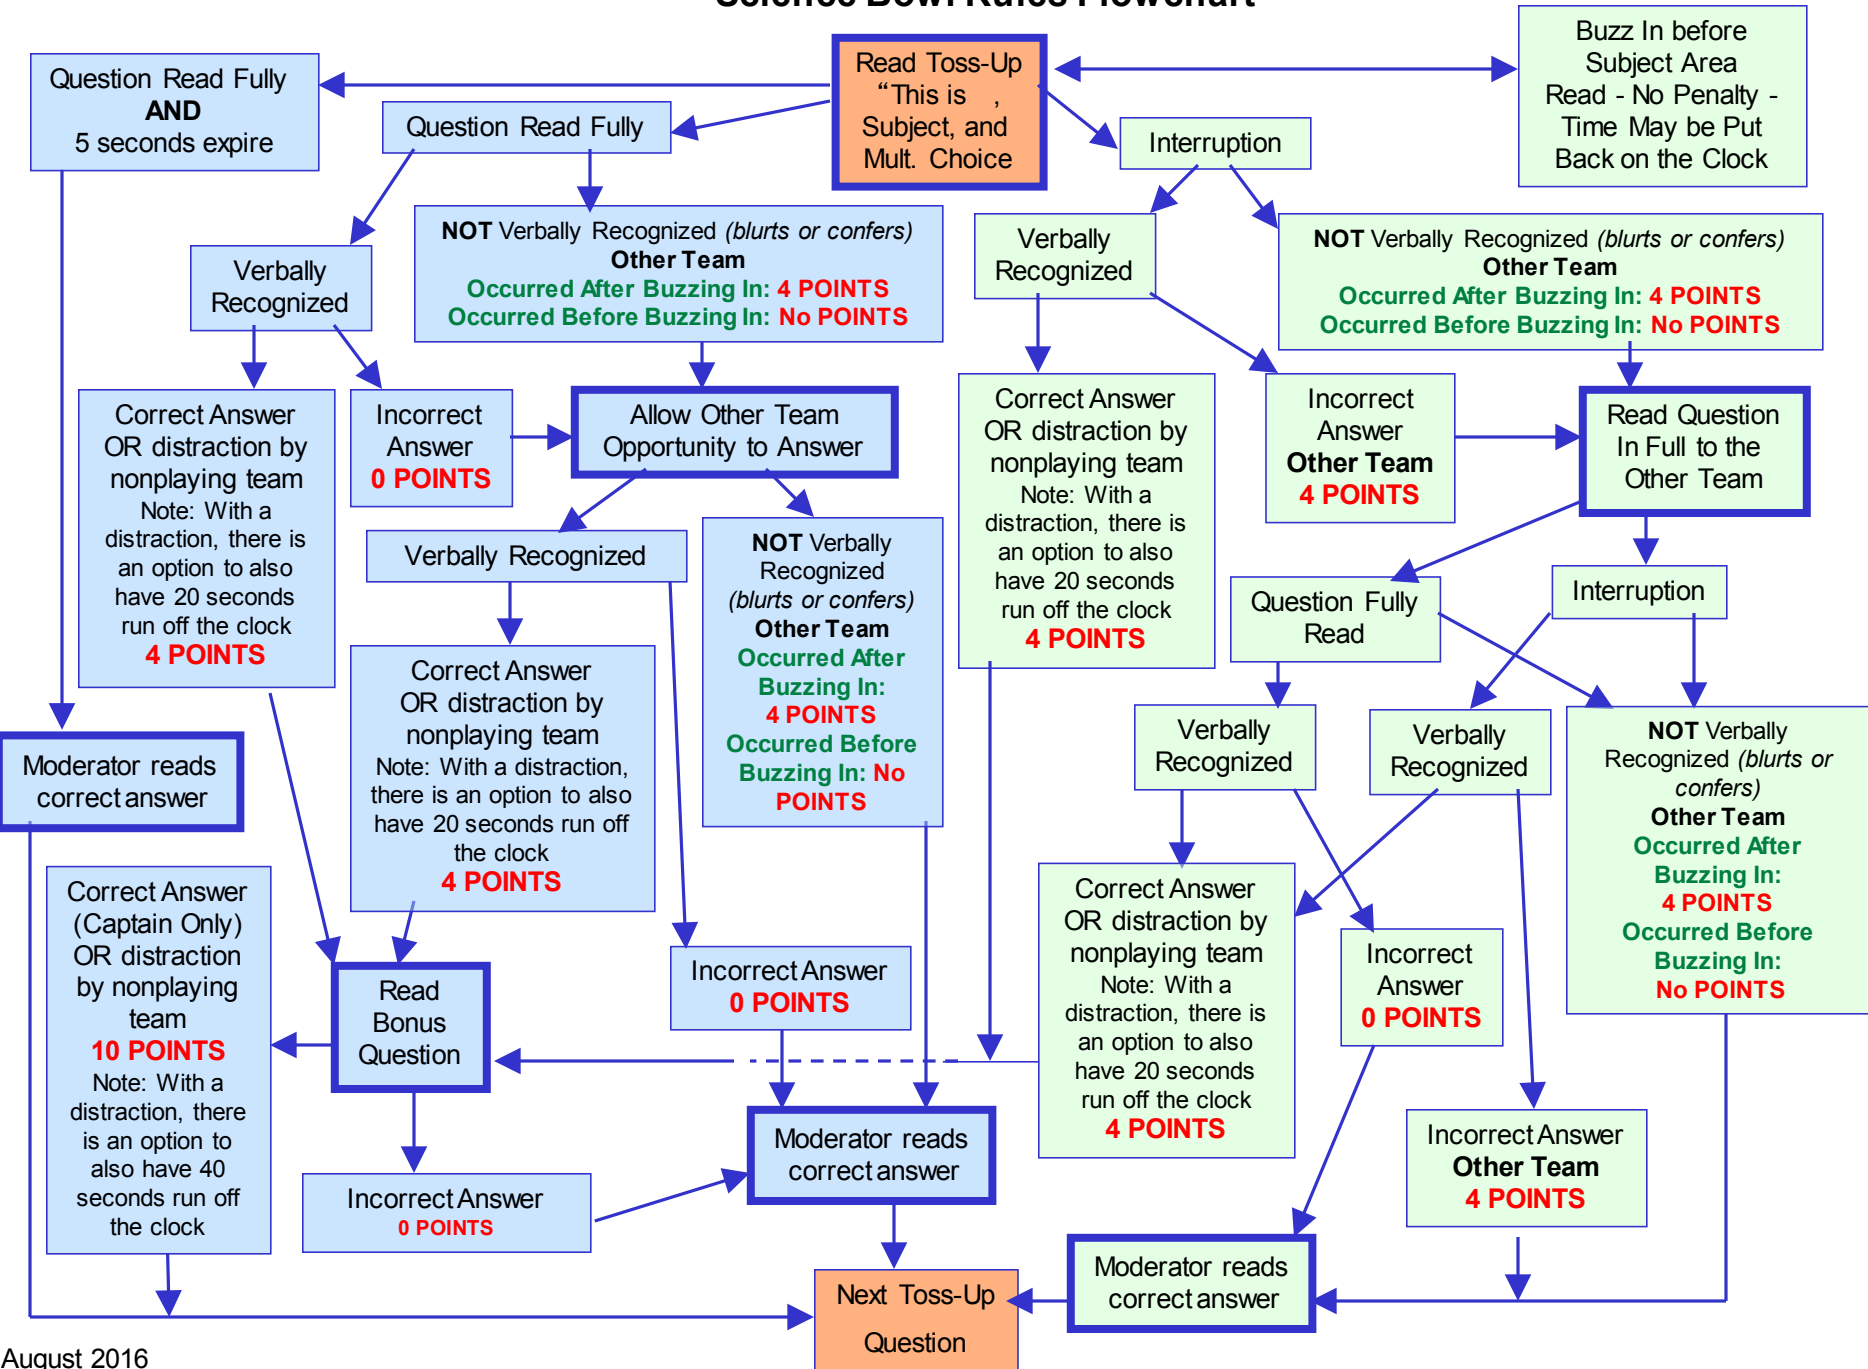 Science Bowl Rules Flowchart
Read Toss-Up
“This is ,
Subject, and
Mult. Choice
Buzz In before
Subject Area
Read - No Penalty -
Time May be Put
Back on the Clock
Question Read Fully
AND
5 seconds expire
Question Read Fully
Interruption
Verbally
Recognized
NOT Verbally Recognized (blurts or confers)
Other Team
Occurred After Buzzing In: 4 POINTS
Occurred Before Buzzing In: No POINTS
Verbally
Recognized
NOT Verbally Recognized (blurts or confers)
Other Team
Occurred After Buzzing In: 4 POINTS
Occurred Before Buzzing In: No POINTS
Correct Answer
OR distraction by
nonplaying team
Note: With a
distraction, there is
an option to also
have 20 seconds
run off the clock
4 POINTS
Incorrect
Answer
0 POINTS
Allow Other Team
Opportunity to Answer
Correct Answer
OR distraction by
nonplaying team
Note: With a
distraction, there is
an option to also
have 20 seconds
run off the clock
4 POINTS
Incorrect
Answer
Other Team
4 POINTS
Read Question
In Full to the
Other Team
Verbally Recognized
NOT Verbally
Recognized
(blurts or confers)
Other Team
Occurred After
Buzzing In:
4 POINTS
Occurred Before
Buzzing In: No
POINTS
Question Fully
Read
Interruption
Correct Answer
OR distraction by
nonplaying team
Note: With a distraction,
there is an option to also
have 20 seconds run off
the clock
4 POINTS
Verbally
Recognized
Verbally
Recognized
NOT Verbally
Recognized (blurts or
confers)
Other Team
Occurred After
Buzzing In:
4 POINTS
Occurred Before
Buzzing In:
No POINTS
Moderator reads
correct answer
Correct Answer
(Captain Only)
OR distraction
by nonplaying
team
10 POINTS
Note: With a
distraction, there
is an option to
also have 40
seconds run off
the clock
Read
Bonus
Question
Incorrect Answer
0 POINTS
Correct Answer
OR distraction by
nonplaying team
Note: With a
distraction, there is
an option to also
have 20 seconds
run off the clock
4 POINTS
Incorrect
Answer
0 POINTS
Incorrect Answer
0 POINTS
Moderator reads
correct answer
Incorrect Answer
Other Team
4 POINTS
Moderator reads
correct answer
Next Toss-Up
Question
August 2016